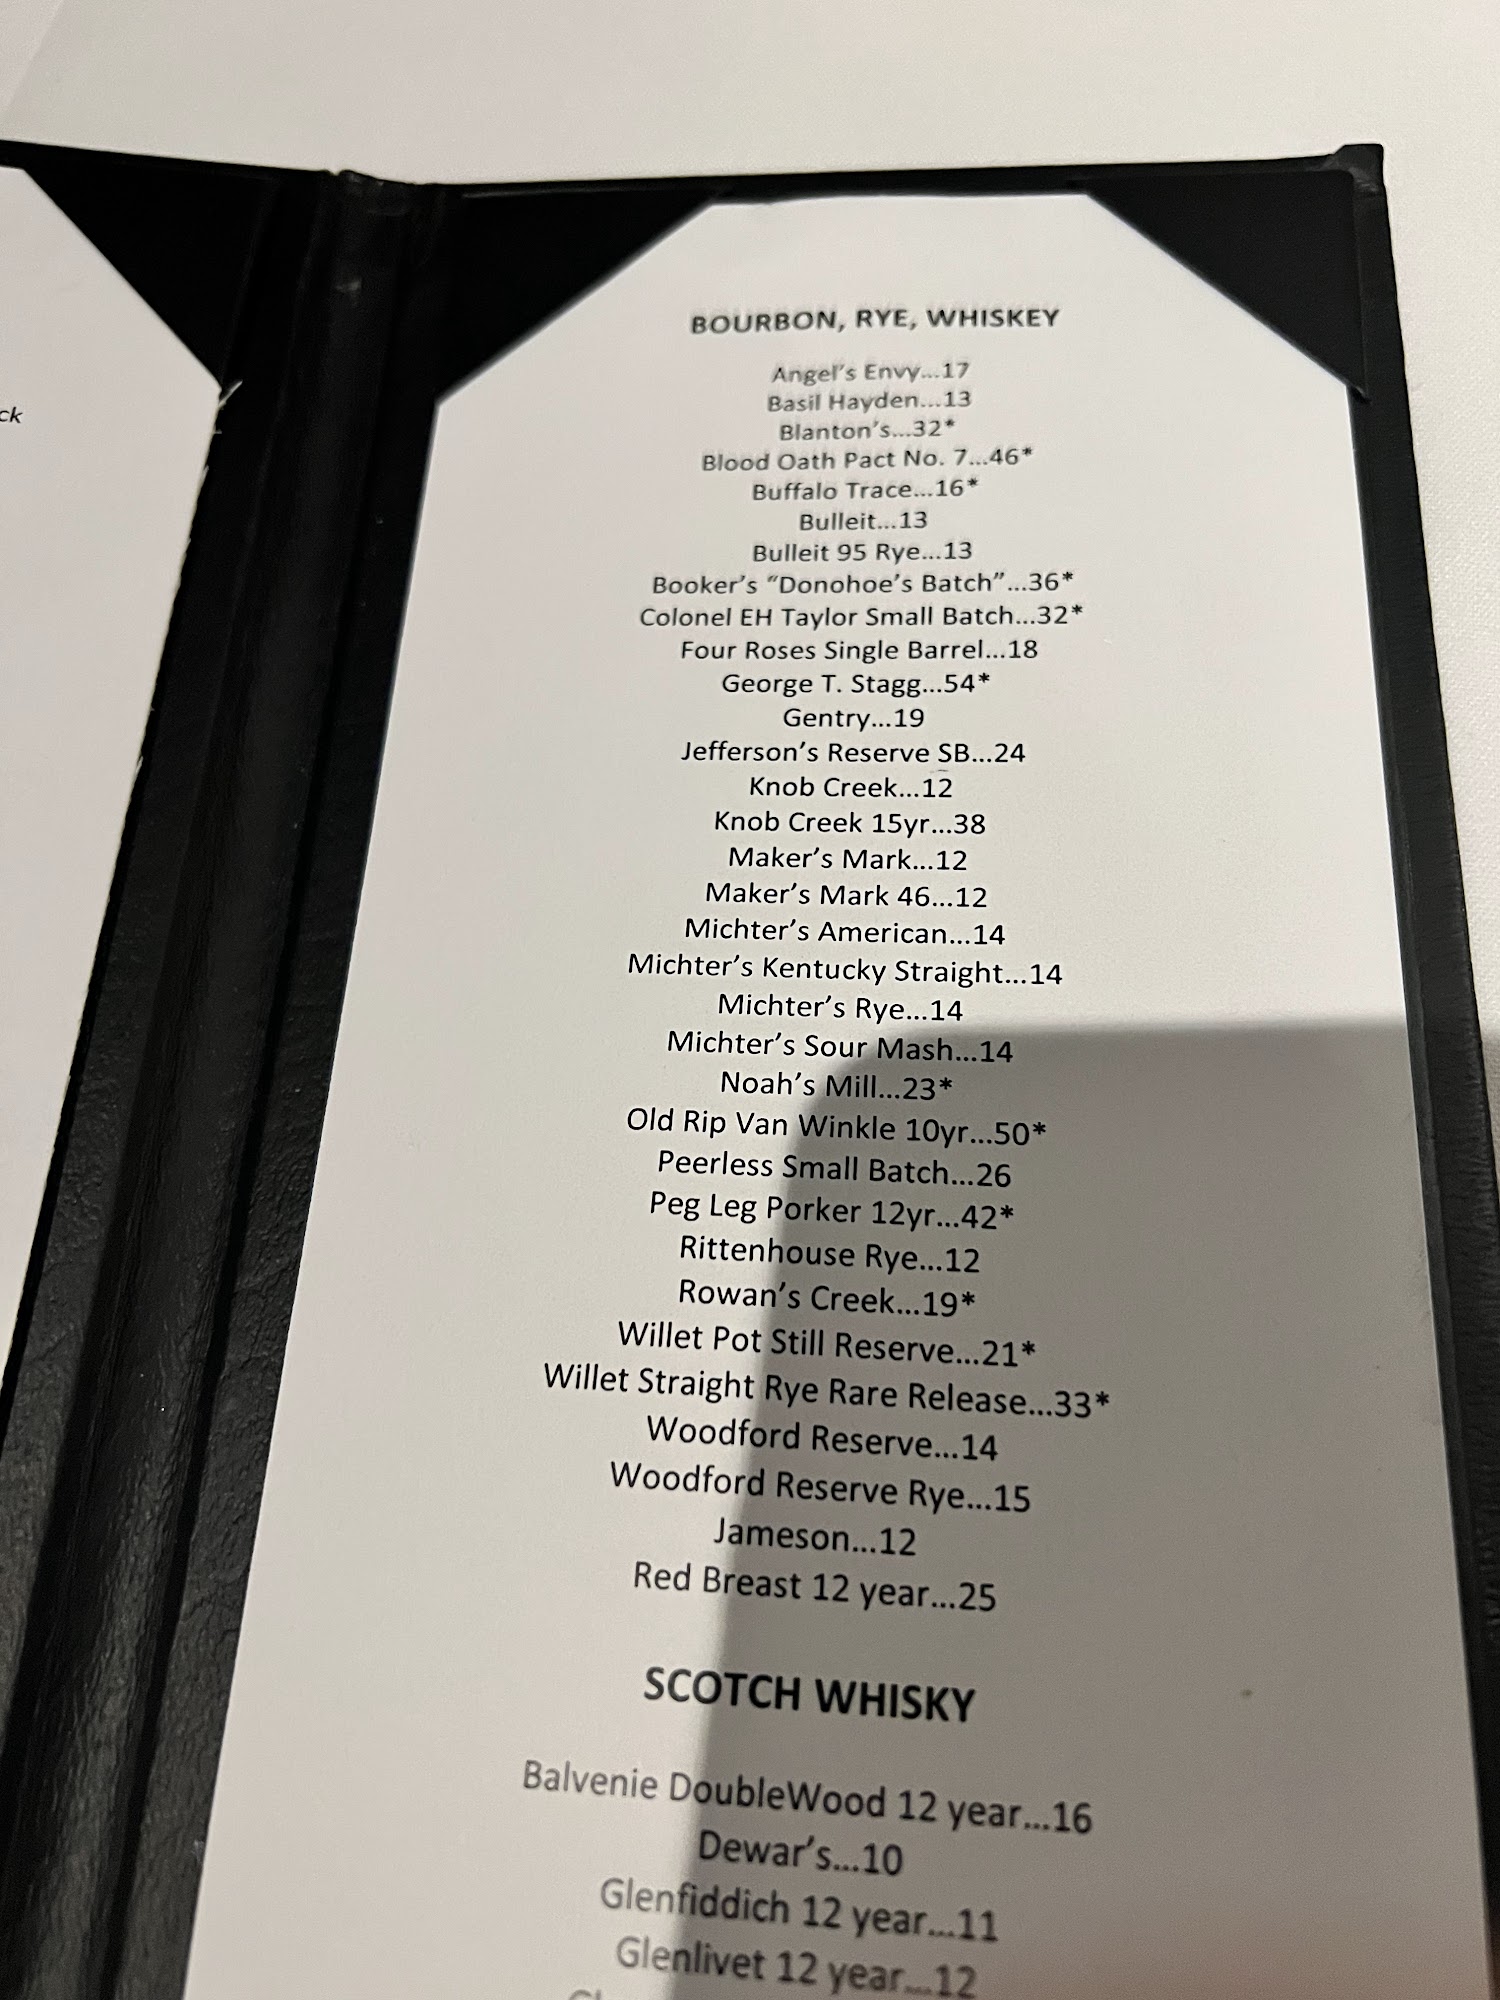 ck
BOURBON, RYE, WHISKEY
Angel's Envy...17
Basil Hayden...13
Blanton's...32*
Blood Oath Pact No. 7...46*
Buffalo Trace...16*
Bulleit...13
Bulleit 95 Rye...13
Booker's “Donohoe's Batch”...36*
Colonel EH Taylor Small Batch...32*
Four Roses Single Barrel...18
George T. Stagg...54*
Gentry...19
Jefferson's Reserve SB...24
Knob Creek...12
Knob Creek 15yr...38
Maker's Mark...12
Maker's Mark 46...12
Michter's American...14
Michter's Kentucky Straight...14
Michter's Rye...14
Michter's Sour Mash...14
Noah's Mill...23*
Old Rip Van Winkle 10yr...50*
Peerless Small Batch...26
Peg Leg Porker 12yr...42*
Rittenhouse Rye...12
Rowan's Creek...19*
Willet Pot Still Reserve...21*
Willet Straight Rye Rare Release...33*
Woodford Reserve...14
Woodford Reserve Rye...15
Jameson...12
Red Breast 12 year...25
SCOTCH WHISKY
Balvenie DoubleWood 12 year...16
Dewar's...10
Glenfiddich 12 year...11
Glenlivet 12 year...12